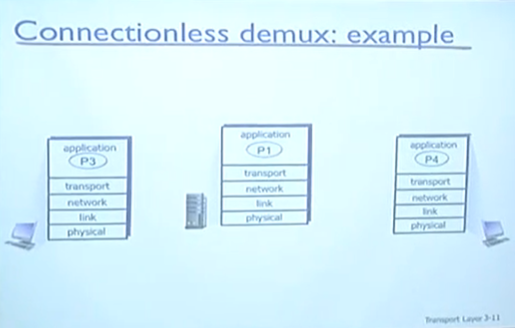 Connectionless demux: example
application
P3
transport
network
link
physical
application
P1
transport
network
link
physical
application
P4
transport
network
link
physical
Transport Layer 3-11